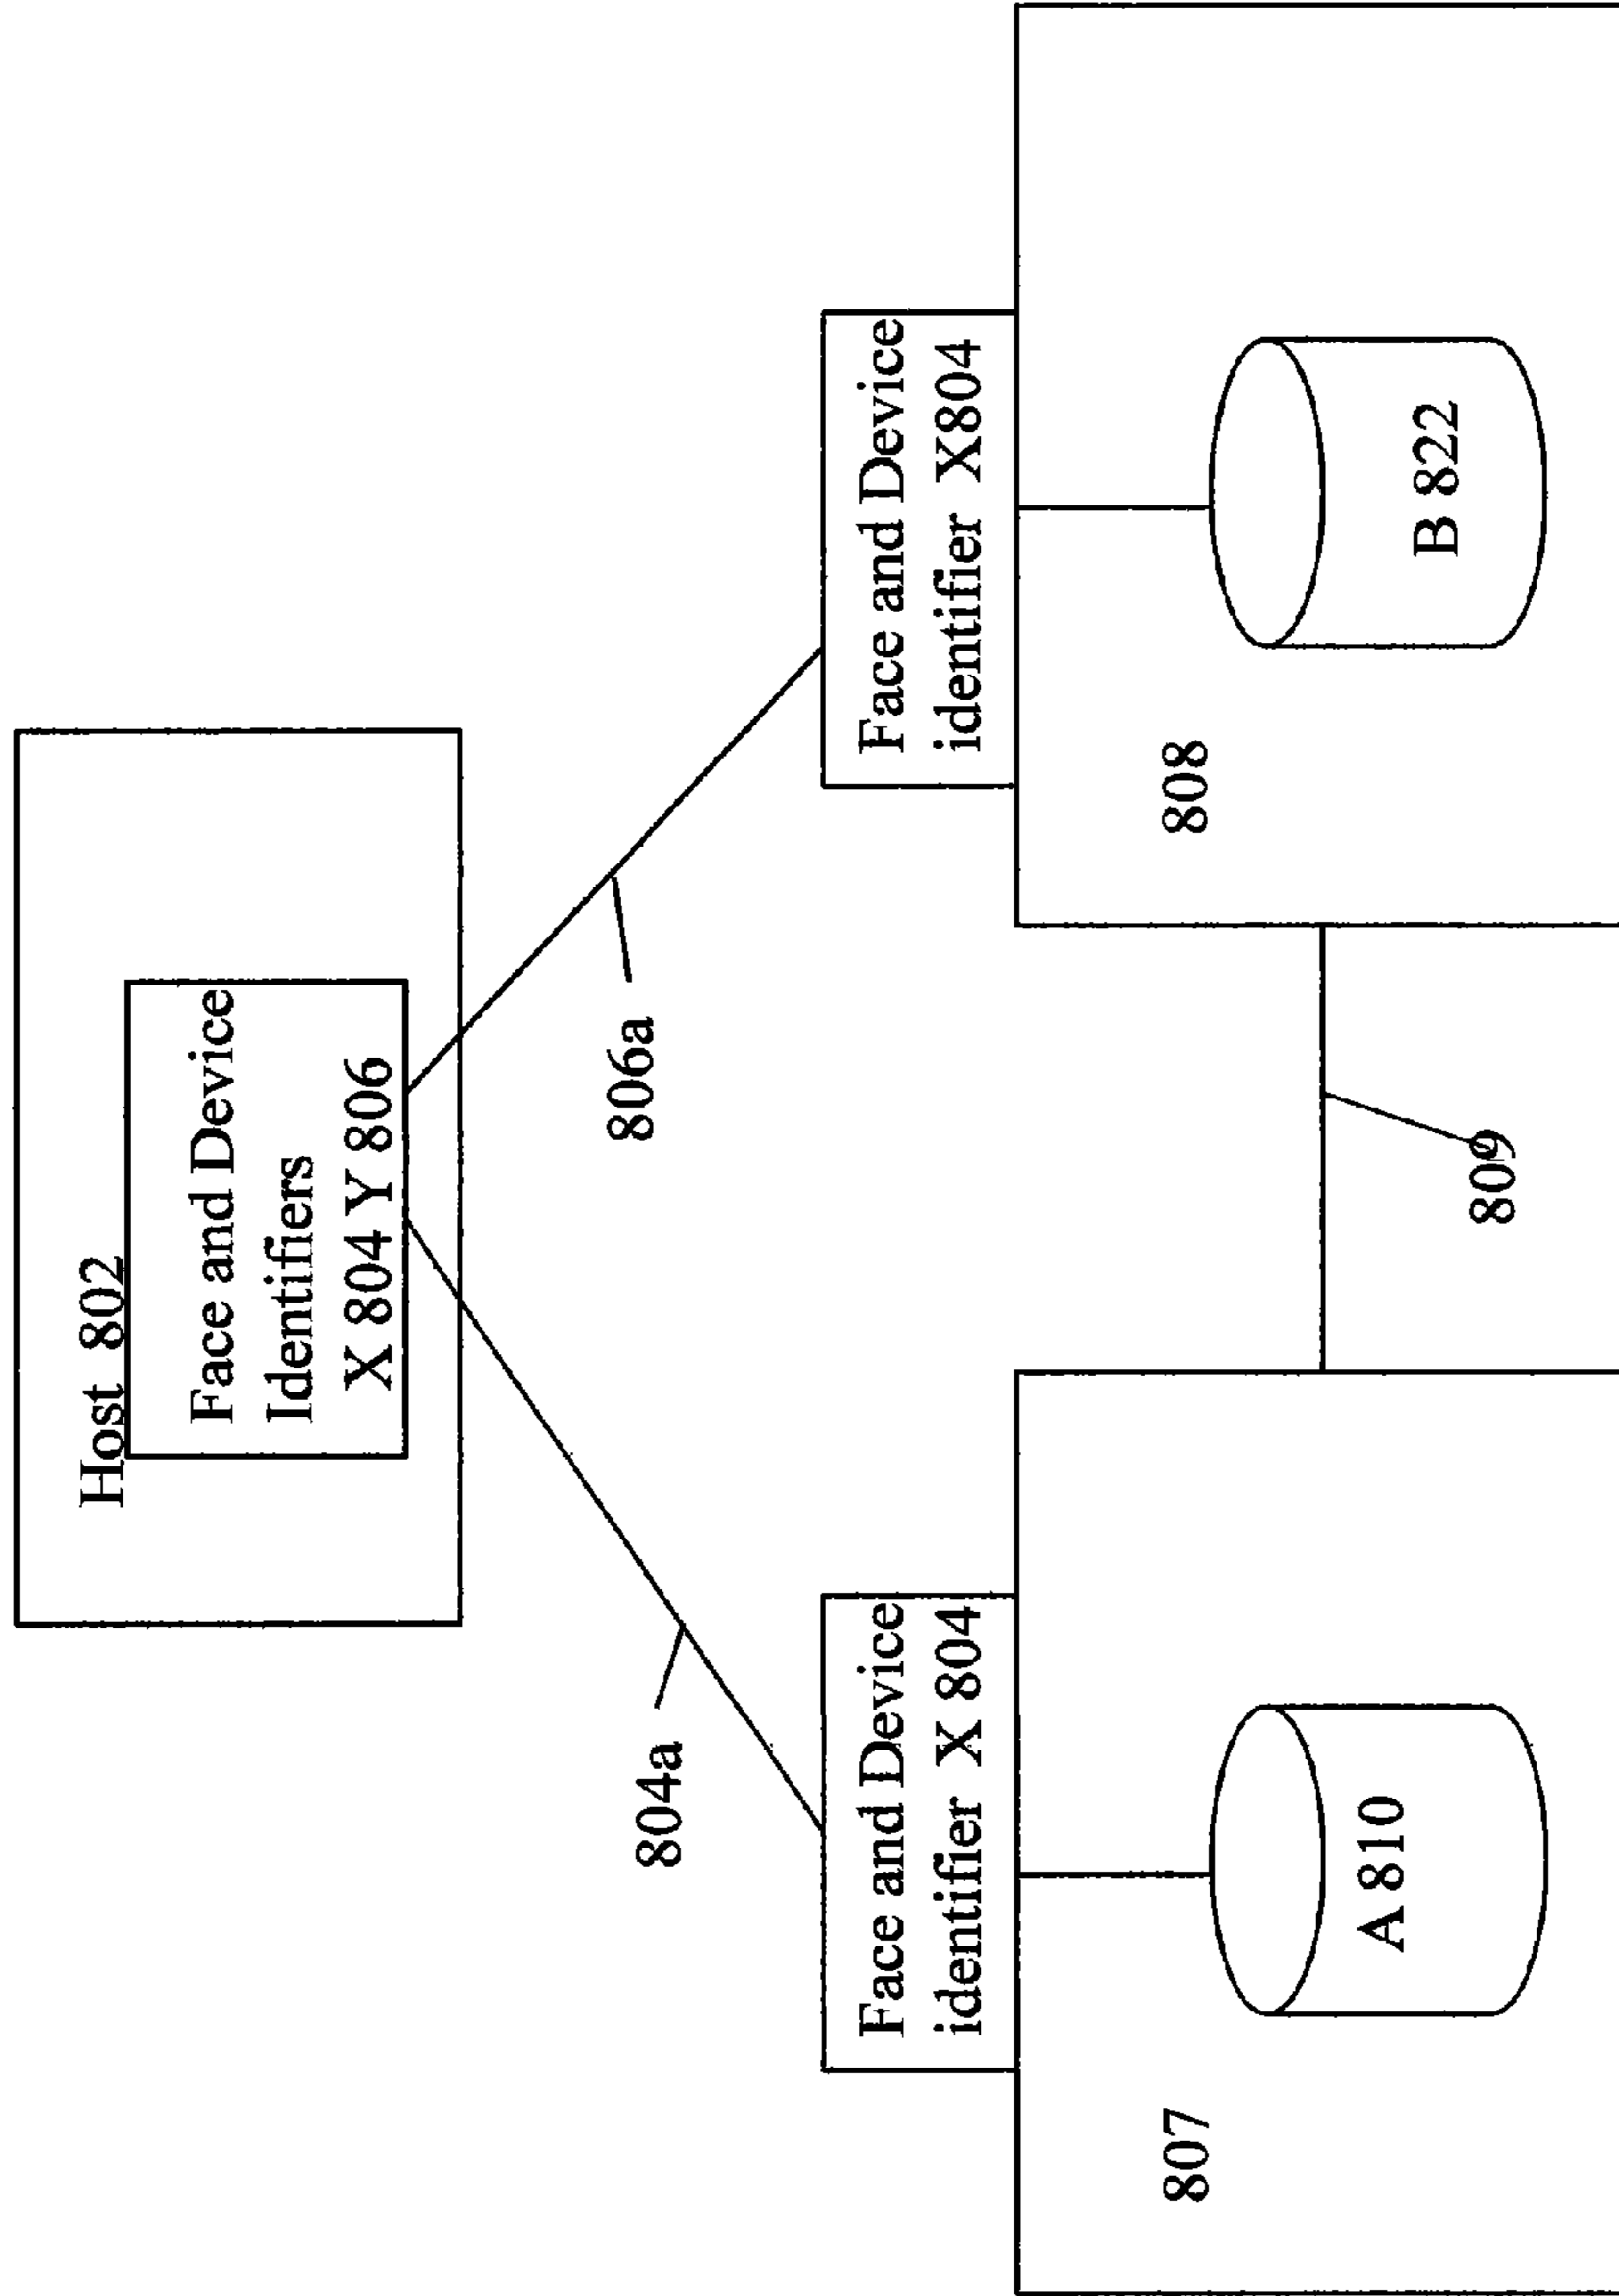 Host 802
Face and Device
Identifiers
X 804 Y 806
804a
806a
Face and Device
identifier X 804
Face and Device
identifier X804
807
A 810
808
B 822
809